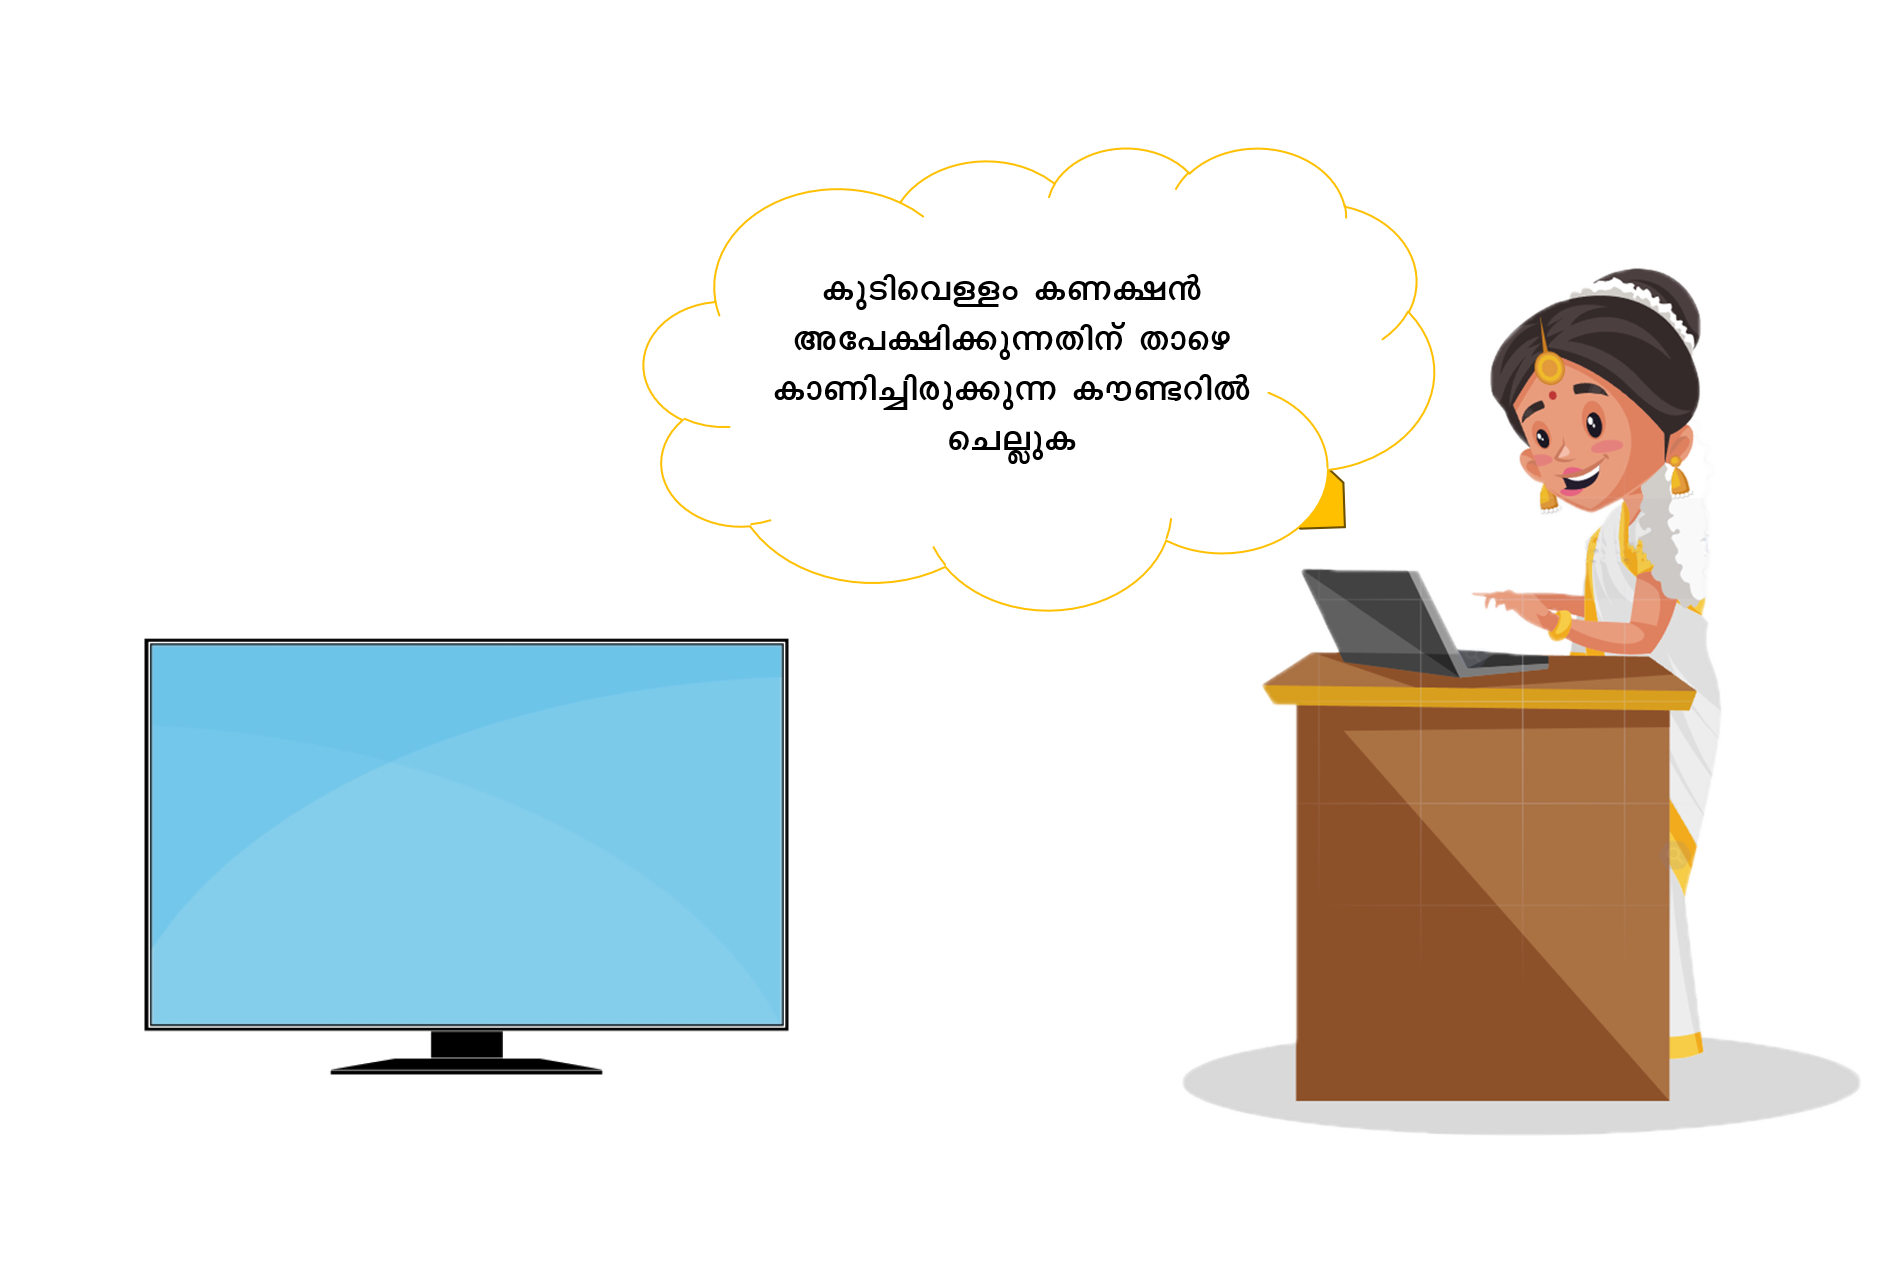 കുടിവെള്ളം കണക്ഷൻ
അപേക്ഷിക്കുന്നതിന് താഴെ
കാണിച്ചിരുക്കുന്ന കൗണ്ടറിൽ
ചെല്ലുക